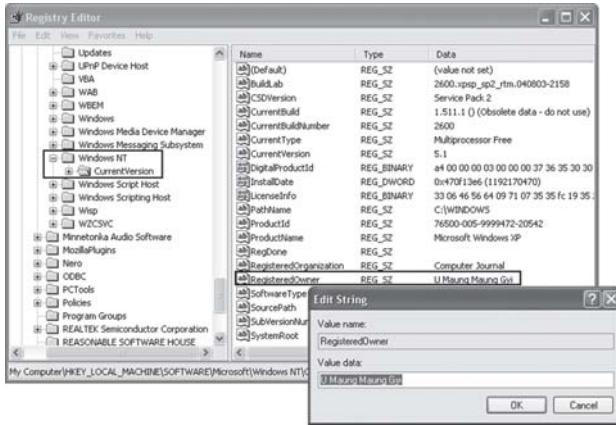 Registry Editor
File Edit View Favorites Help
Updates
UPnP Device Host
VBA
WAB
WBEM
Windows
Windows Media Device Manager
Windows Messaging Subsystem
Windows NT
CurrentVersion
Windows Script Host
Windows Scripting Host
Wisp
WZCSVC
Minnetonka Audio Software
MozillaPlugins
Nero
ODBC
PCTools
Policies
Program Groups
REALTEK Semiconductor Corporation
REASONABLE SOFTWARE HOUSE
Name Type Data
(Default) REG_SZ (value not set)
BuildLab REG_SZ 2600.xpsp_sp2_rtm.040803-2158
CSDVersion REG_SZ Service Pack 2
CurrentBuild REG_SZ 1.511.1 () (Obsolete data - do not use)
CurrentBuildNumber REG_SZ 2600
CurrentType REG_SZ Multiprocessor Free
CurrentVersion REG_SZ 5.1
DigitalProductId REG_BINARY a4 00 00 00 03 00 00 00 37 36 35 30 30
InstallDate REG_DWORD 0x470f13e6 (1192170470)
LicenseInfo REG_BINARY 33 06 46 56 64 09 71 07 35 35 fc 19 35
PathName REG_SZ C:\WINDOWS
ProductId REG_SZ 76500-005-9999472-20542
ProductName REG_SZ Microsoft Windows XP
RegDone REG_SZ
RegisteredOrganization REG_SZ Computer Journal
RegisteredOwner REG_SZ U Maung Maung Gyi
SoftwareType
SourcePath
SubVersionNur
SystemRoot
My Computer\HKEY_LOCAL_MACHINE\SOFTWARE\Microsoft\Windows NT\C
Edit String
Value name:
RegisteredOwner
Value data:
U Maung Maung Gyi
OK Cancel